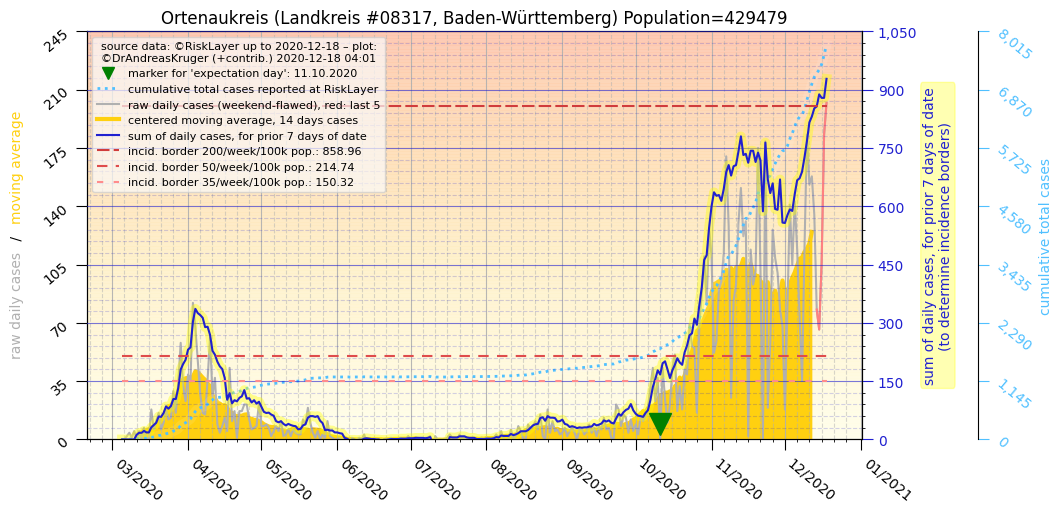 Ortenaukreis (Landkreis #08317, Baden-Württemberg) Population=429479
source data: ©RiskLayer up to 2020-12-18 – plot:
©DrAndreasKruger (+contrib.) 2020-12-18 04:01
marker for 'expectation day': 11.10.2020
cumulative total cases reported at RiskLayer
raw daily cases (weekend-flawed), red: last 5
centered moving average, 14 days cases
sum of daily cases, for prior 7 days of date
incid. border 200/week/100k pop.: 858.96
incid. border 50/week/100k pop.: 214.74
incid. border 35/week/100k pop.: 150.32
raw daily cases / moving average
245
210
175
140
105
70
35
0
03/2020
04/2020
05/2020
06/2020
07/2020
08/2020
09/2020
10/2020
11/2020
12/2020
01/2021
1,050
900
750
600
450
300
150
0
sum of daily cases, for prior 7 days of date
(to determine incidence borders)
8,015
6,870
5,725
4,580
3,435
2,290
1,145
0
cumulative total cases